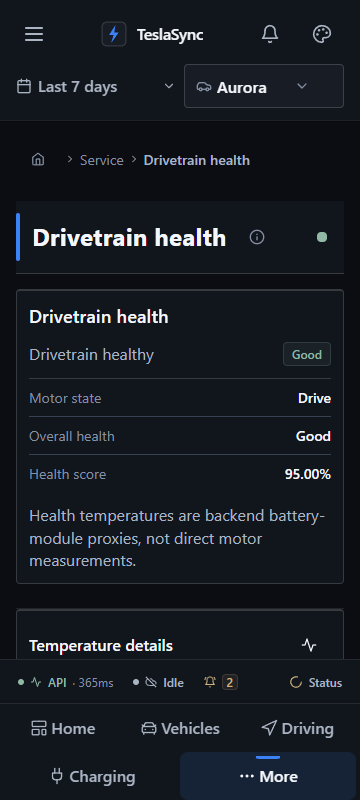 TeslaSync
Last 7 days
Aurora
Service
Drivetrain health
Drivetrain health
Drivetrain health
Drivetrain healthy
Good
Motor state
Drive
Overall health
Good
Health score
95.00%
Health temperatures are backend battery-
module proxies, not direct motor
measurements.
Temperature details
API · 365ms
Idle
2
Status
Home
Vehicles
Driving
Charging
More